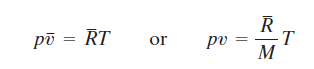 pv̄ = R̄T or pv = R̄/M T